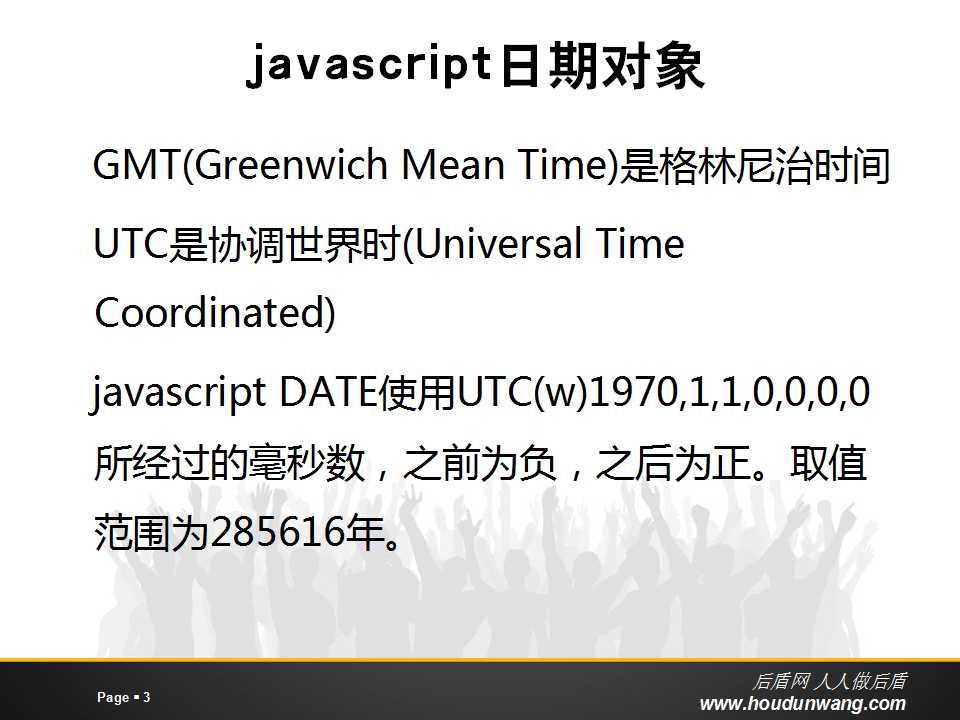 javascript日期对象
GMT(Greenwich Mean Time)是格林尼治时间
UTC是协调世界时(Universal Time
Coordinated)
javascript DATE使用UTC(w)1970,1,1,0,0,0,0
所经过的毫秒数，之前为负，之后为正。取值
范围为285616年。
Page ▪ 3
后盾网 人人做后盾
www.houdunwang.com